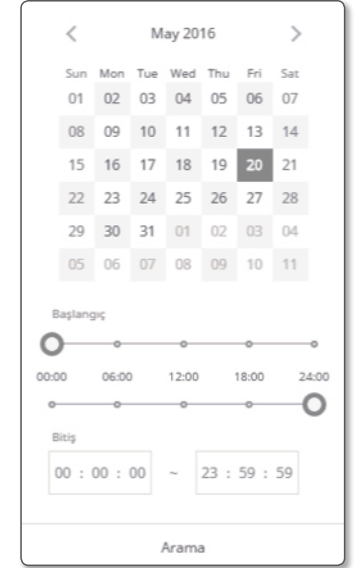 < May 2016 >
Sun Mon Tue Wed Thu Fri Sat
01 02 03 04 05 06 07
08 09 10 11 12 13 14
15 16 17 18 19 20 21
22 23 24 25 26 27 28
29 30 31 01 02 03 04
05 06 07 08 09 10 11
Başlangıç
00:00 06:00 12:00 18:00 24:00
Bitiş
00 : 00 : 00 ~ 23 : 59 : 59
Arama